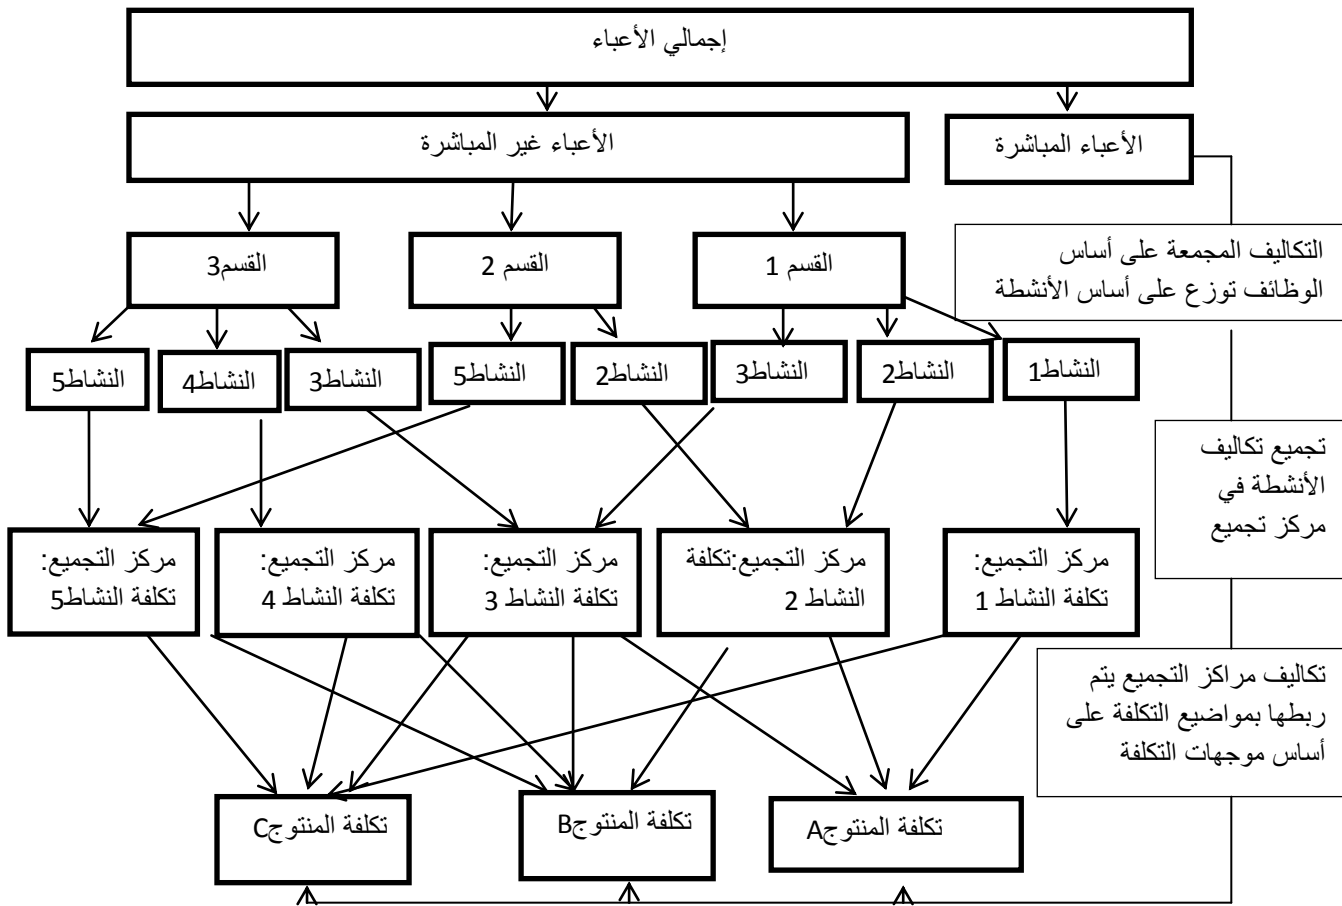 إجمالي الأعباء
الأعباء المباشرة
الأعباء غير المباشرة
التكاليف المجمعة على أساس
الوظائف توزع على أساس الأنشطة
القسم 1
القسم 2
القسم3
النشاط1
النشاط2
النشاط3
النشاط2
النشاط5
النشاط3
النشاط4
النشاط5
تجميع تكاليف
الأنشطة في
مركز تجميع
مركز التجميع:
تكلفة النشاط 1
مركز التجميع:تكلفة
النشاط 2
مركز التجميع:
تكلفة النشاط 3
مركز التجميع:
تكلفة النشاط 4
مركز التجميع:
تكلفة النشاط5
تكاليف مراكز التجميع يتم
ربطها بمواضيع التكلفة على
أساس موجهات التكلفة
تكلفة المنتوجA
تكلفة المنتوجB
تكلفة المنتوجC